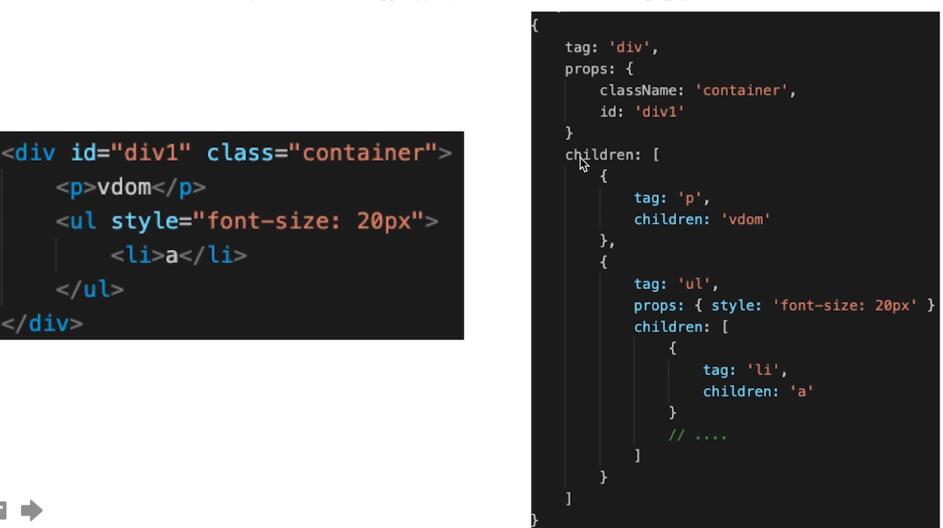 <div id="div1" class="container">
    <p>vdom</p>
    <ul style="font-size: 20px">
        <li>a</li>
    </ul>
</div>
{
    tag: 'div',
    props: {
        className: 'container',
        id: 'div1'
    }
    children: [
        {
            tag: 'p',
            children: 'vdom'
        },
        {
            tag: 'ul',
            props: { style: 'font-size: 20px' }
            children: [
                {
                    tag: 'li',
                    children: 'a'
                }
                // ....
            ]
        }
    ]
}